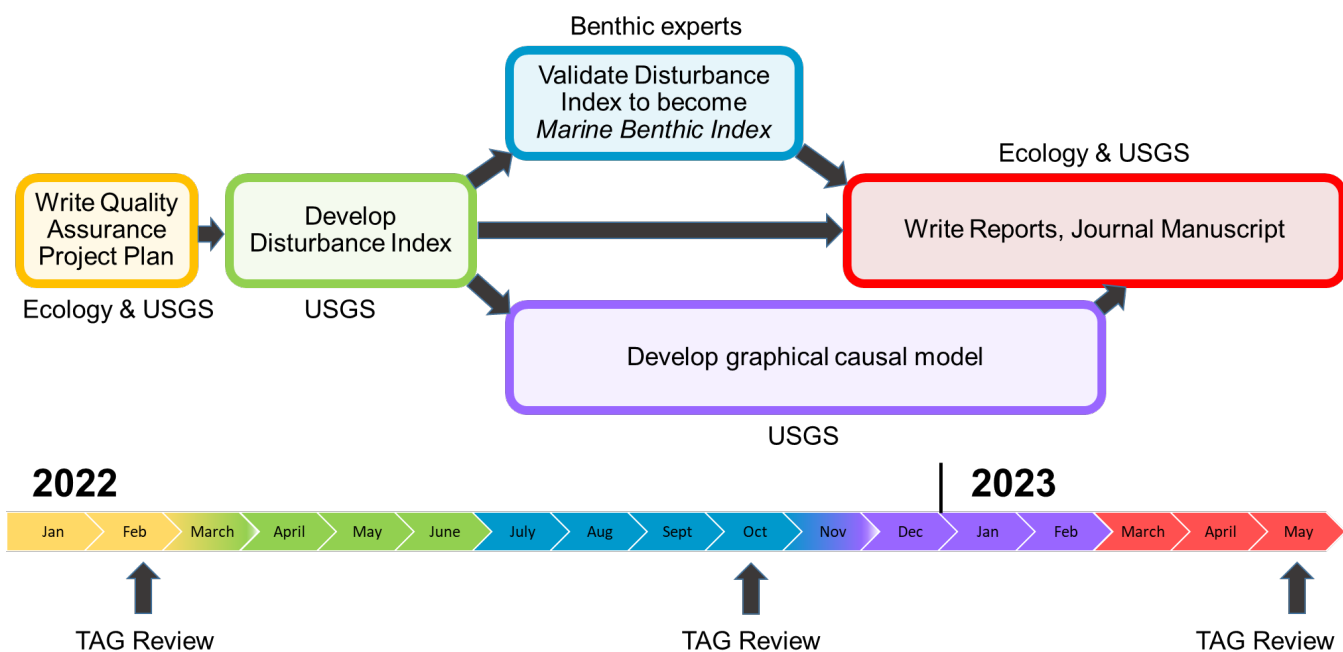 Benthic experts
Validate Disturbance
Index to become
Marine Benthic Index
Ecology & USGS
Write Quality
Assurance
Project Plan
Develop
Disturbance Index
Write Reports, Journal Manuscript
Ecology & USGS
USGS
Develop graphical causal model
USGS
2022
2023
Jan Feb March April May June July Aug Sept Oct Nov Dec Jan Feb March April May
TAG Review TAG Review TAG Review